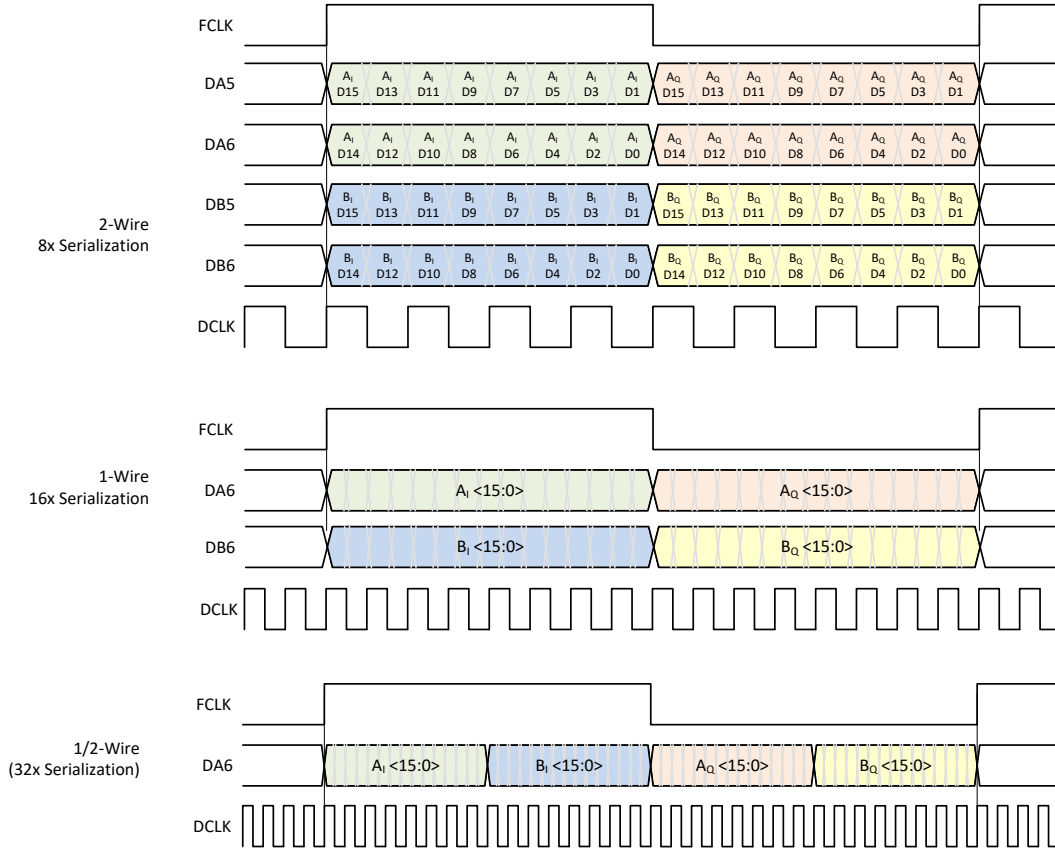 FCLK
DA5
A_I A_I A_I A_I A_I A_I A_I A_I A_Q A_Q A_Q A_Q A_Q A_Q A_Q A_Q
D15 D13 D11 D9 D7 D5 D3 D1 D15 D13 D11 D9 D7 D5 D3 D1
DA6
A_I A_I A_I A_I A_I A_I A_I A_I A_Q A_Q A_Q A_Q A_Q A_Q A_Q A_Q
D14 D12 D10 D8 D6 D4 D2 D0 D14 D12 D10 D8 D6 D4 D2 D0
2-Wire
8x Serialization
DB5
B_I B_I B_I B_I B_I B_I B_I B_I B_Q B_Q B_Q B_Q B_Q B_Q B_Q B_Q
D15 D13 D11 D9 D7 D5 D3 D1 D15 D13 D11 D9 D7 D5 D3 D1
DB6
B_I B_I B_I B_I B_I B_I B_I B_I B_Q B_Q B_Q B_Q B_Q B_Q B_Q B_Q
D14 D12 D10 D8 D6 D4 D2 D0 D14 D12 D10 D8 D6 D4 D2 D0
DCLK
FCLK
1-Wire
16x Serialization
DA6 A_I <15:0> A_Q <15:0>
DB6 B_I <15:0> B_Q <15:0>
DCLK
FCLK
1/2-Wire
(32x Serialization)
DA6 A_I <15:0> B_I <15:0> A_Q <15:0> B_Q <15:0>
DCLK